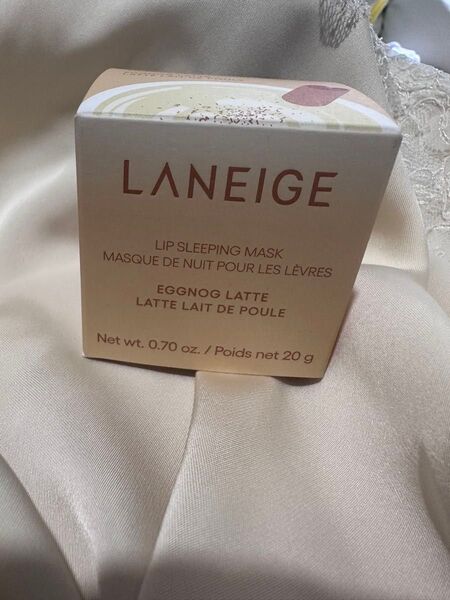 LANEIGE
LIP SLEEPING MASK
MASQUE DE NUIT POUR LES LÈVRES
EGGNOG LATTE
LATTE LAIT DE POULE
Net wt. 0.70 oz. / Poids net 20 g